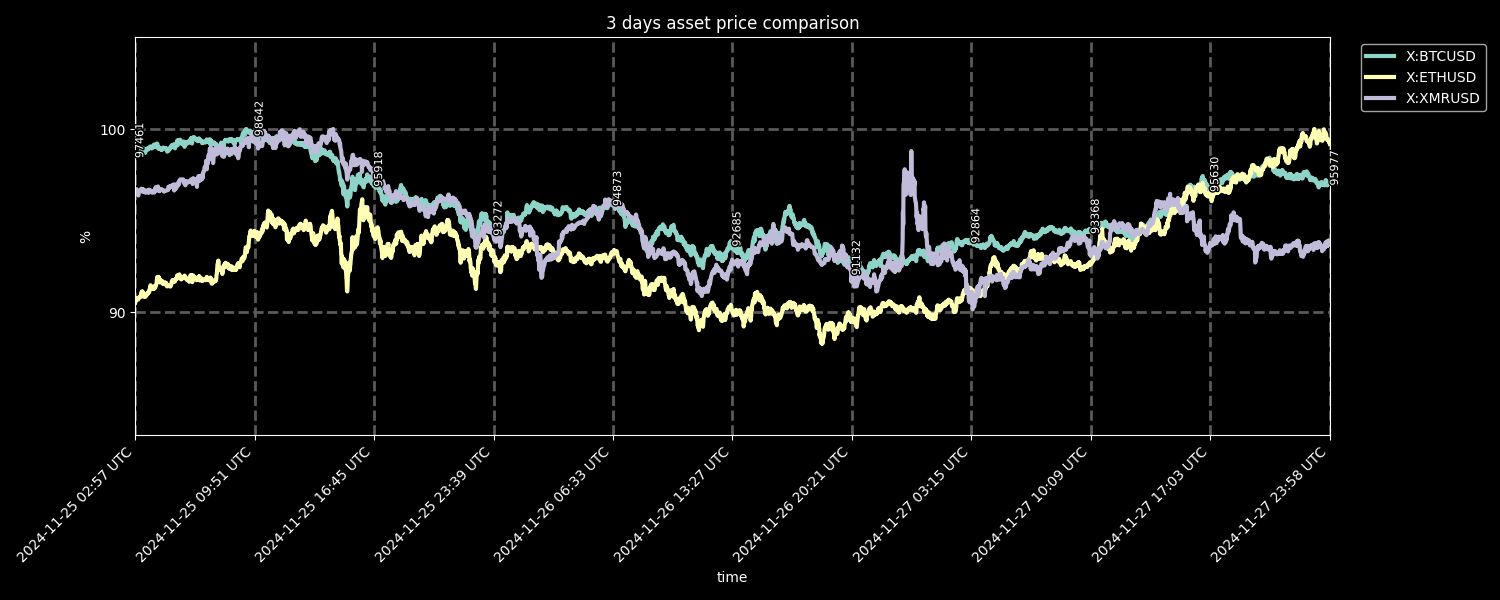 3 days asset price comparison
X:BTCUSD
X:ETHUSD
X:XMRUSD
100
90
%
97461
98642
95918
93272
94873
92685
91132
92864
93368
95630
95977
2024-11-25 02:57 UTC
2024-11-25 09:51 UTC
2024-11-25 16:45 UTC
2024-11-25 23:39 UTC
2024-11-26 06:33 UTC
2024-11-26 13:27 UTC
2024-11-26 20:21 UTC
2024-11-27 03:15 UTC
2024-11-27 10:09 UTC
2024-11-27 17:03 UTC
2024-11-27 23:58 UTC
time